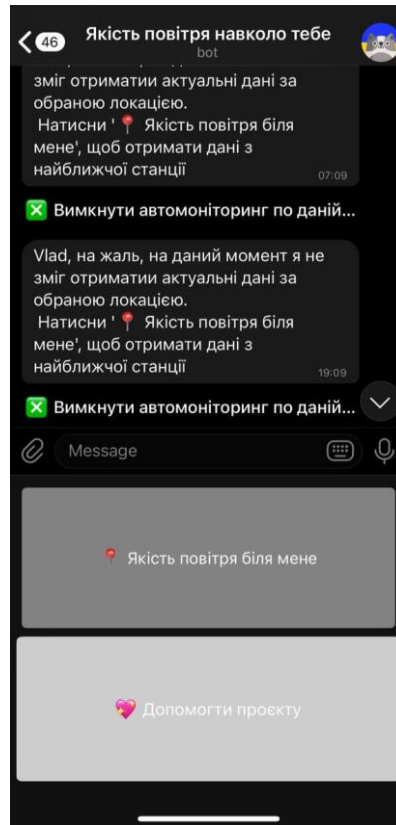 46
Якість повітря навколо тебе
bot
зміг отриматии актуальні дані за
обраною локацією.
Натисни '📍 Якість повітря біля
мене', щоб отримати дані з
найближчої станції
07:09
❎ Вимкнути автомоніторинг по даній...
Vlad, на жаль, на даний момент я не
зміг отриматии актуальні дані за
обраною локацією.
Натисни '📍 Якість повітря біля
мене', щоб отримати дані з
найближчої станції
19:09
❎ Вимкнути автомоніторинг по даній...
Message
📍 Якість повітря біля мене
💖 Допомогти проєкту